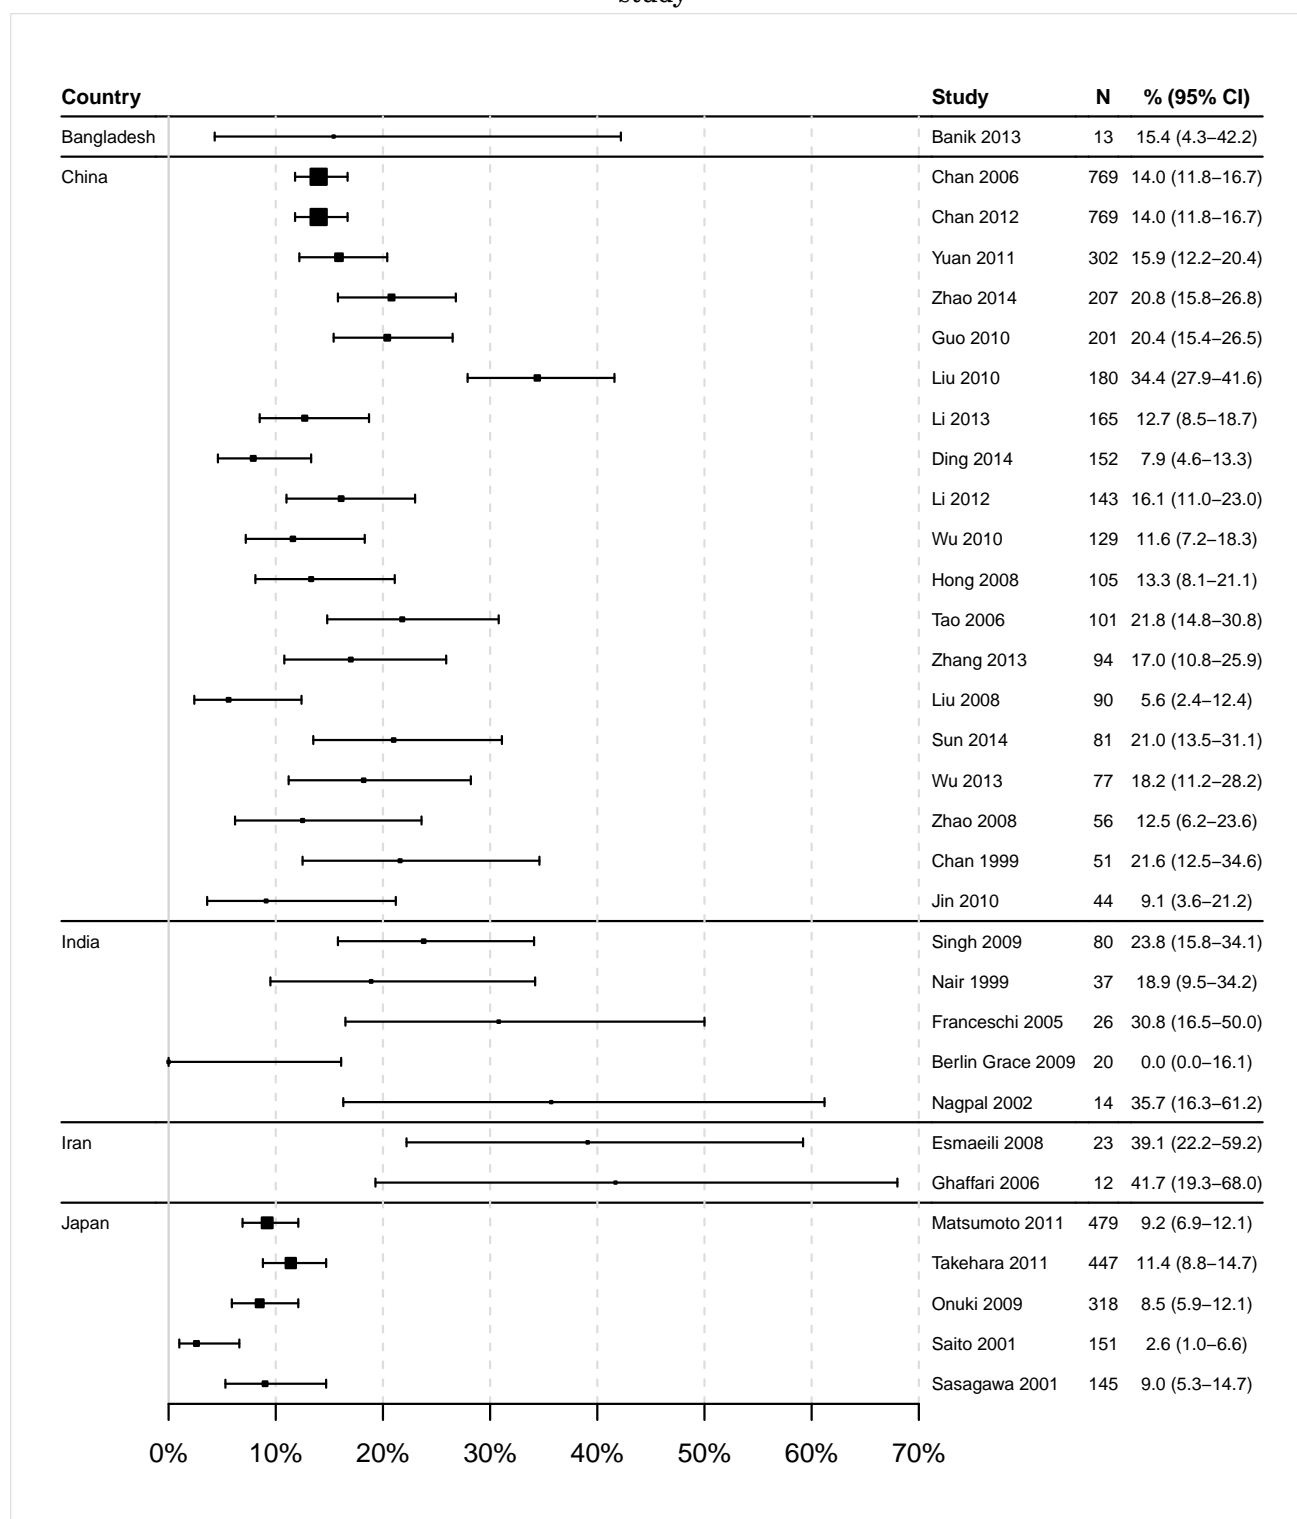 study
Country Study N % (95% CI)
Bangladesh Banik 2013 13 15.4 (4.3–42.2)
China Chan 2006 769 14.0 (11.8–16.7)
Chan 2012 769 14.0 (11.8–16.7)
Yuan 2011 302 15.9 (12.2–20.4)
Zhao 2014 207 20.8 (15.8–26.8)
Guo 2010 201 20.4 (15.4–26.5)
Liu 2010 180 34.4 (27.9–41.6)
Li 2013 165 12.7 (8.5–18.7)
Ding 2014 152 7.9 (4.6–13.3)
Li 2012 143 16.1 (11.0–23.0)
Wu 2010 129 11.6 (7.2–18.3)
Hong 2008 105 13.3 (8.1–21.1)
Tao 2006 101 21.8 (14.8–30.8)
Zhang 2013 94 17.0 (10.8–25.9)
Liu 2008 90 5.6 (2.4–12.4)
Sun 2014 81 21.0 (13.5–31.1)
Wu 2013 77 18.2 (11.2–28.2)
Zhao 2008 56 12.5 (6.2–23.6)
Chan 1999 51 21.6 (12.5–34.6)
Jin 2010 44 9.1 (3.6–21.2)
India Singh 2009 80 23.8 (15.8–34.1)
Nair 1999 37 18.9 (9.5–34.2)
Franceschi 2005 26 30.8 (16.5–50.0)
Berlin Grace 2009 20 0.0 (0.0–16.1)
Nagpal 2002 14 35.7 (16.3–61.2)
Iran Esmaeili 2008 23 39.1 (22.2–59.2)
Ghaffari 2006 12 41.7 (19.3–68.0)
Japan Matsumoto 2011 479 9.2 (6.9–12.1)
Takehara 2011 447 11.4 (8.8–14.7)
Onuki 2009 318 8.5 (5.9–12.1)
Saito 2001 151 2.6 (1.0–6.6)
Sasagawa 2001 145 9.0 (5.3–14.7)
0% 10% 20% 30% 40% 50% 60% 70%